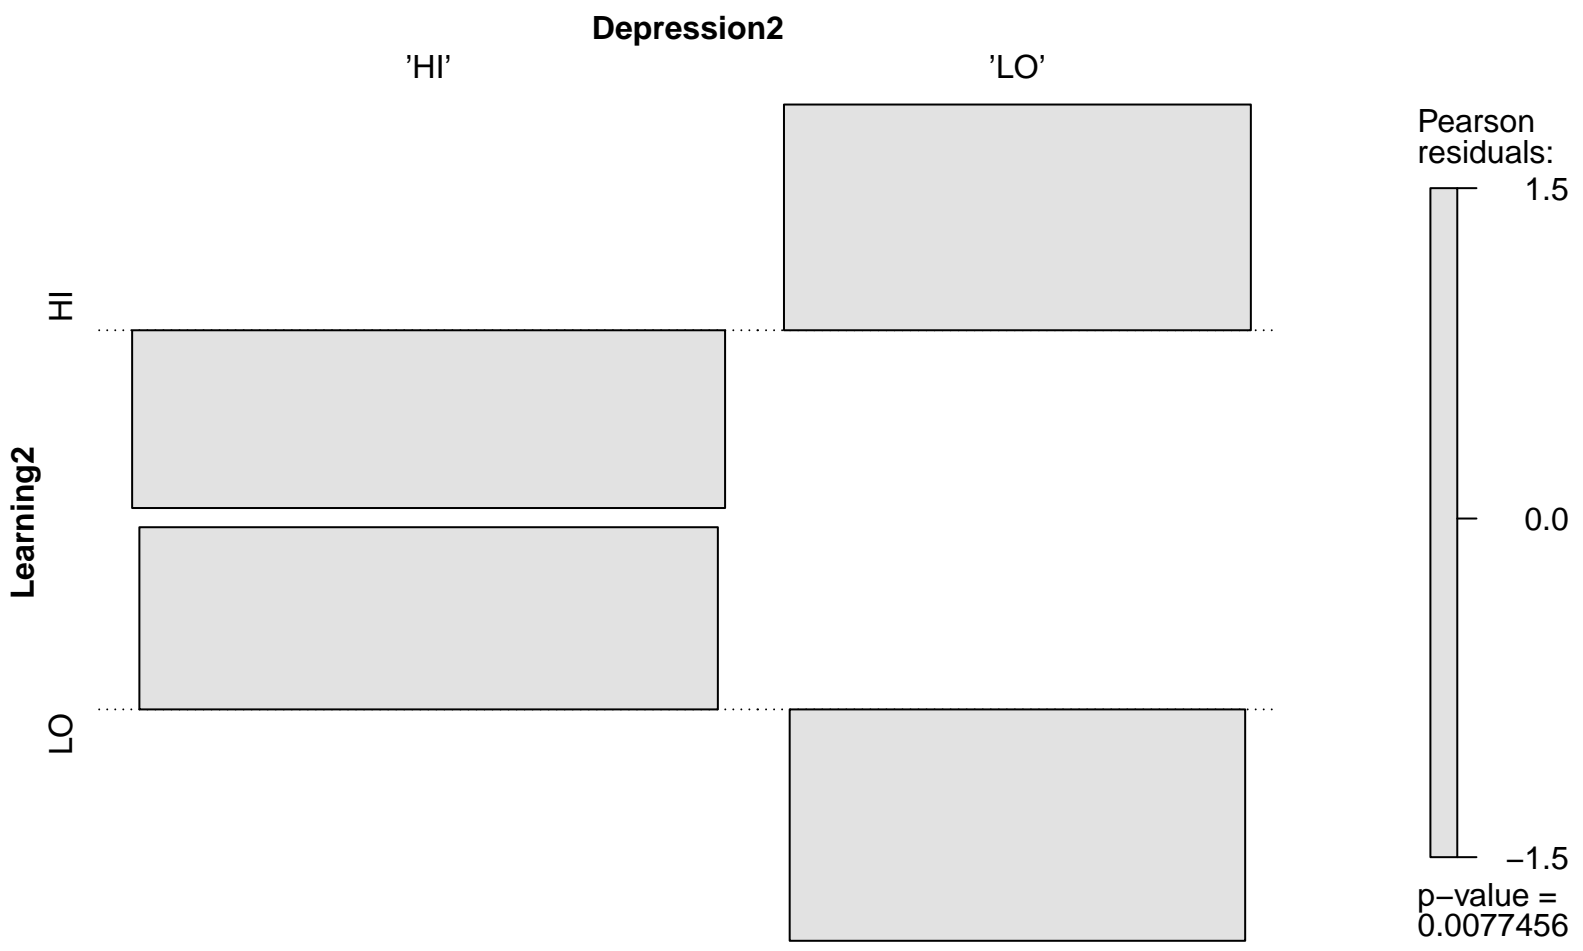 Depression2
’HI’
’LO’
Learning2
HI
LO
Pearson
residuals:
1.5
0.0
−1.5
p−value =
0.0077456